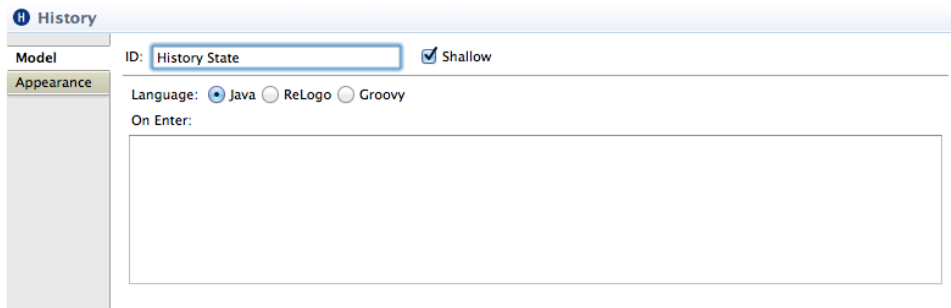 H History
Model
ID: History State Shallow
Appearance
Language: Java ReLogo Groovy
On Enter: